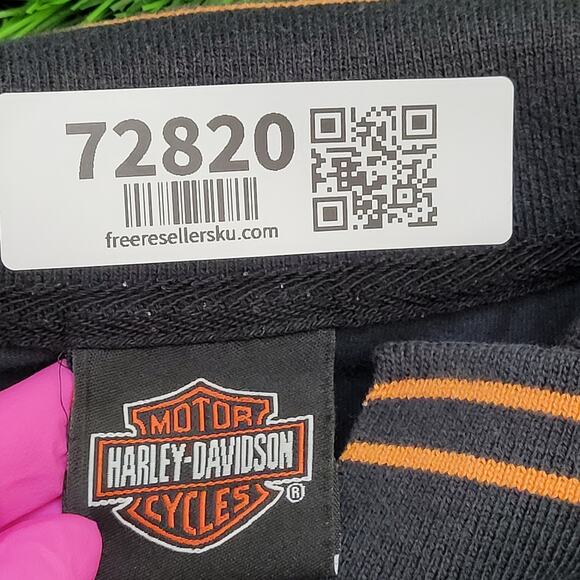 72820
freeresellersku.com
MOTOR
HARLEY-DAVIDSON
CYCLES ®